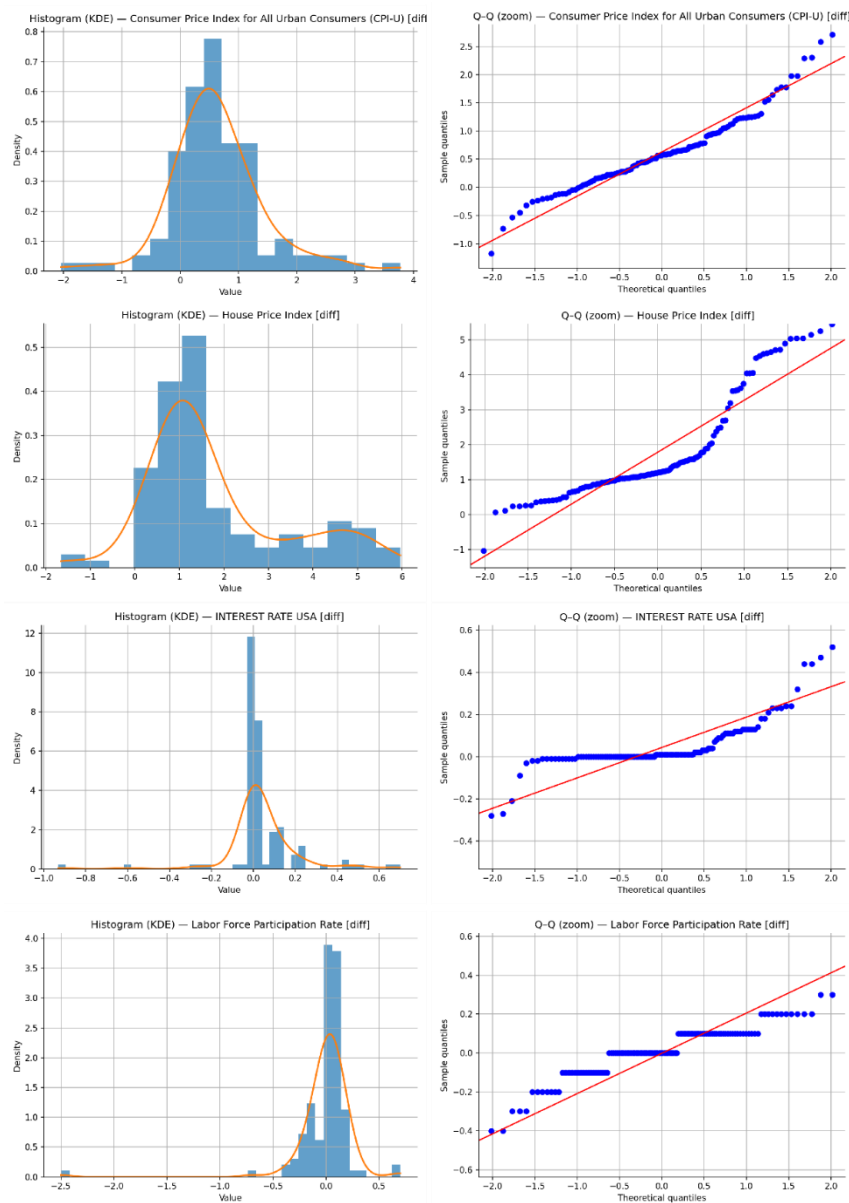 Histogram (KDE) — Consumer Price Index for All Urban Consumers (CPI-U) [diff
0.8
0.7
0.6
0.5
0.4
0.3
0.2
0.1
0.0
Density
-2 -1 0 1 2 3 4
Value
Q–Q (zoom) — Consumer Price Index for All Urban Consumers (CPI-U) [diff]
2.5
2.0
1.5
1.0
0.5
0.0
−0.5
−1.0
Sample quantiles
−2.0 −1.5 −1.0 −0.5 0.0 0.5 1.0 1.5 2.0
Theoretical quantiles
Histogram (KDE) — House Price Index [diff]
0.5
0.4
0.3
0.2
0.1
0.0
Density
−2 −1 0 1 2 3 4 5 6
Value
Q–Q (zoom) — House Price Index [diff]
5
4
3
2
1
0
−1
Sample quantiles
−2.0 −1.5 −1.0 −0.5 0.0 0.5 1.0 1.5 2.0
Theoretical quantiles
Histogram (KDE) — INTEREST RATE USA [diff]
12
10
8
6
4
2
0
Density
−1.0 −0.8 −0.6 −0.4 −0.2 0.0 0.2 0.4 0.6
Value
Q–Q (zoom) — INTEREST RATE USA [diff]
0.6
0.4
0.2
0.0
−0.2
−0.4
Sample quantiles
−2.0 −1.5 −1.0 −0.5 0.0 0.5 1.0 1.5 2.0
Theoretical quantiles
Histogram (KDE) — Labor Force Participation Rate [diff]
4.0
3.5
3.0
2.5
2.0
1.5
1.0
0.5
0.0
Density
−2.5 −2.0 −1.5 −1.0 −0.5 0.0 0.5
Value
Q–Q (zoom) — Labor Force Participation Rate [diff]
0.6
0.4
0.2
0.0
−0.2
−0.4
−0.6
Sample quantiles
−2.0 −1.5 −1.0 −0.5 0.0 0.5 1.0 1.5 2.0
Theoretical quantiles